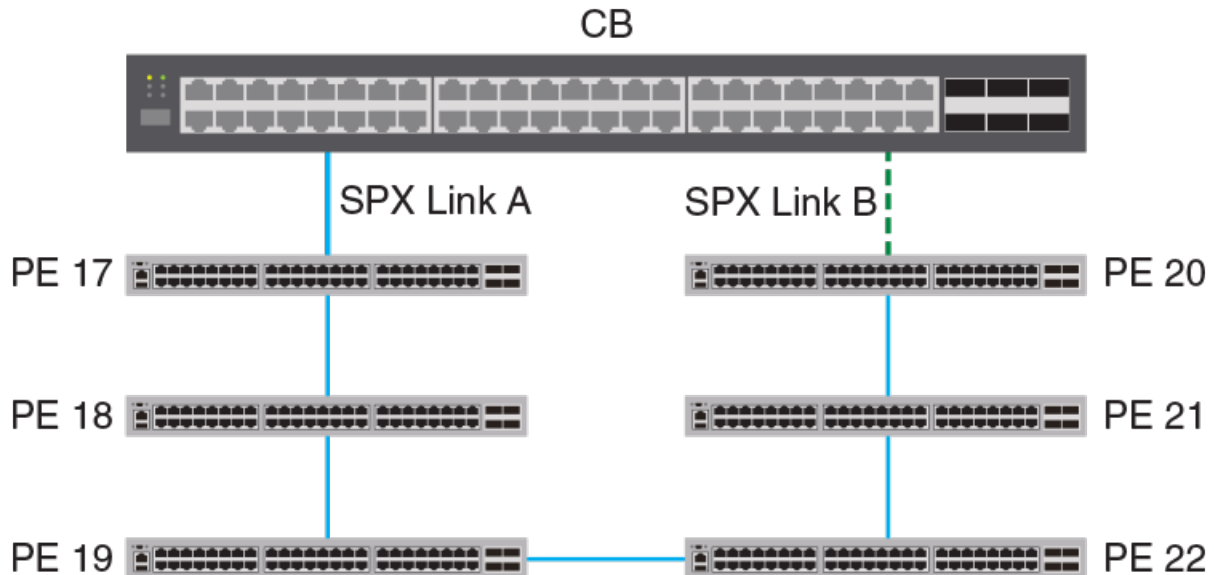 CB
SPX Link A
SPX Link B
PE 17
PE 20
PE 18
PE 21
PE 19
PE 22